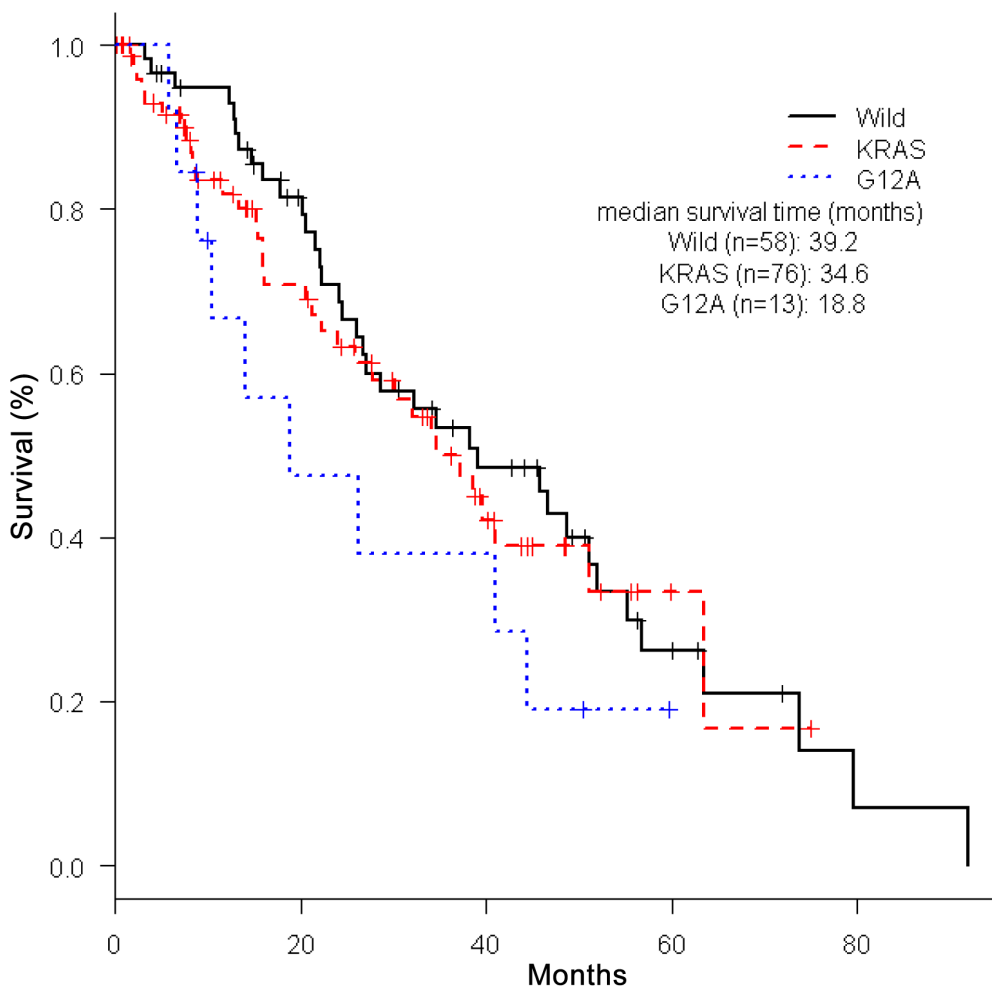 1.0
0.8
0.6
0.4
0.2
0.0
Survival (%)
Wild
KRAS
G12A
median survival time (months)
Wild (n=58): 39.2
KRAS (n=76): 34.6
G12A (n=13): 18.8
0 20 40 60 80
Months